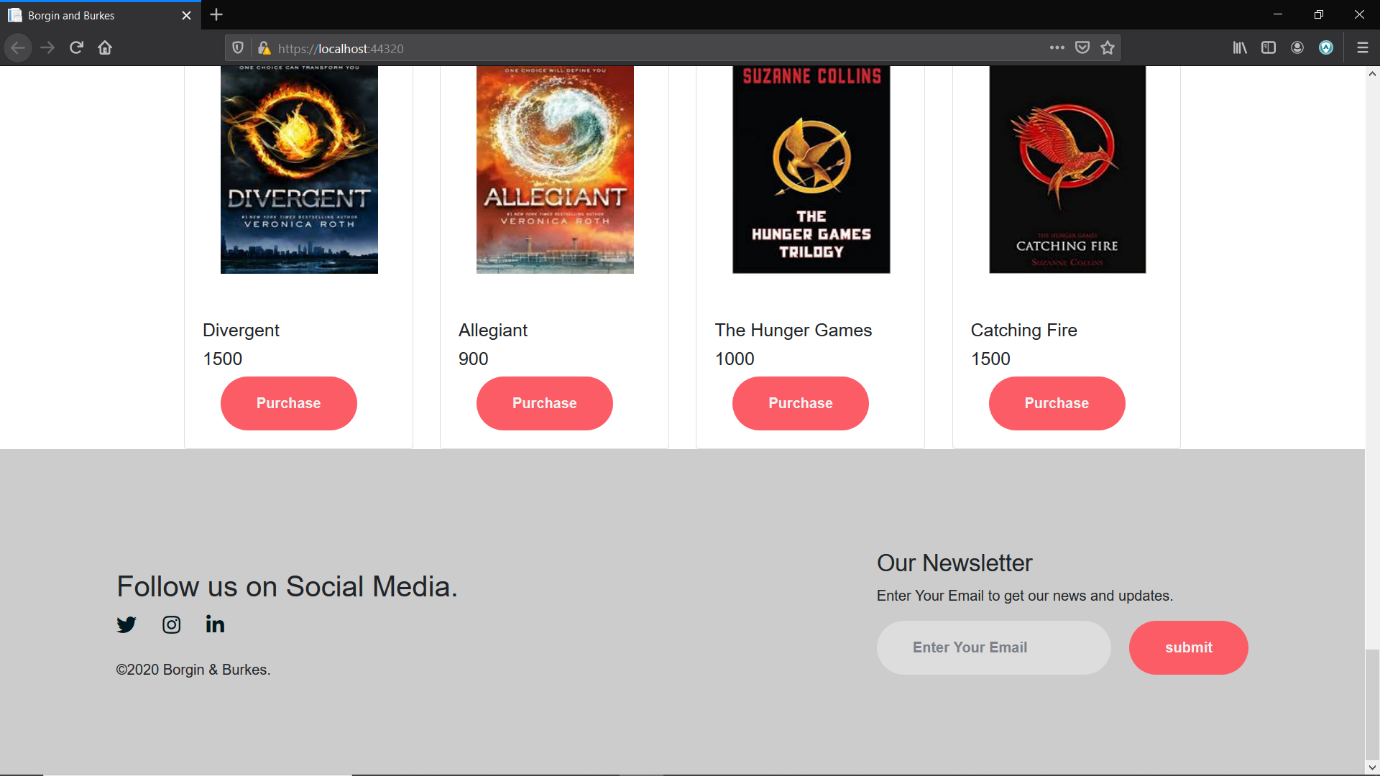 Borgin and Burkes
https://localhost:44320
ONE CHOICE CAN TRANSFORM YOU
DIVERGENT
#1 NEW YORK TIMES BESTSELLING AUTHOR
VERONICA ROTH
ONE CHOICE WILL DEFINE YOU
ALLEGIANT
#1 NEW YORK TIMES BESTSELLING AUTHOR
VERONICA ROTH
SUZANNE COLLINS
THE
HUNGER GAMES
TRILOGY
THE HUNGER GAMES
CATCHING FIRE
SUZANNE COLLINS
Divergent
1500
Purchase
Allegiant
900
Purchase
The Hunger Games
1000
Purchase
Catching Fire
1500
Purchase
Follow us on Social Media.
©2020 Borgin & Burkes.
Our Newsletter
Enter Your Email to get our news and updates.
Enter Your Email
submit